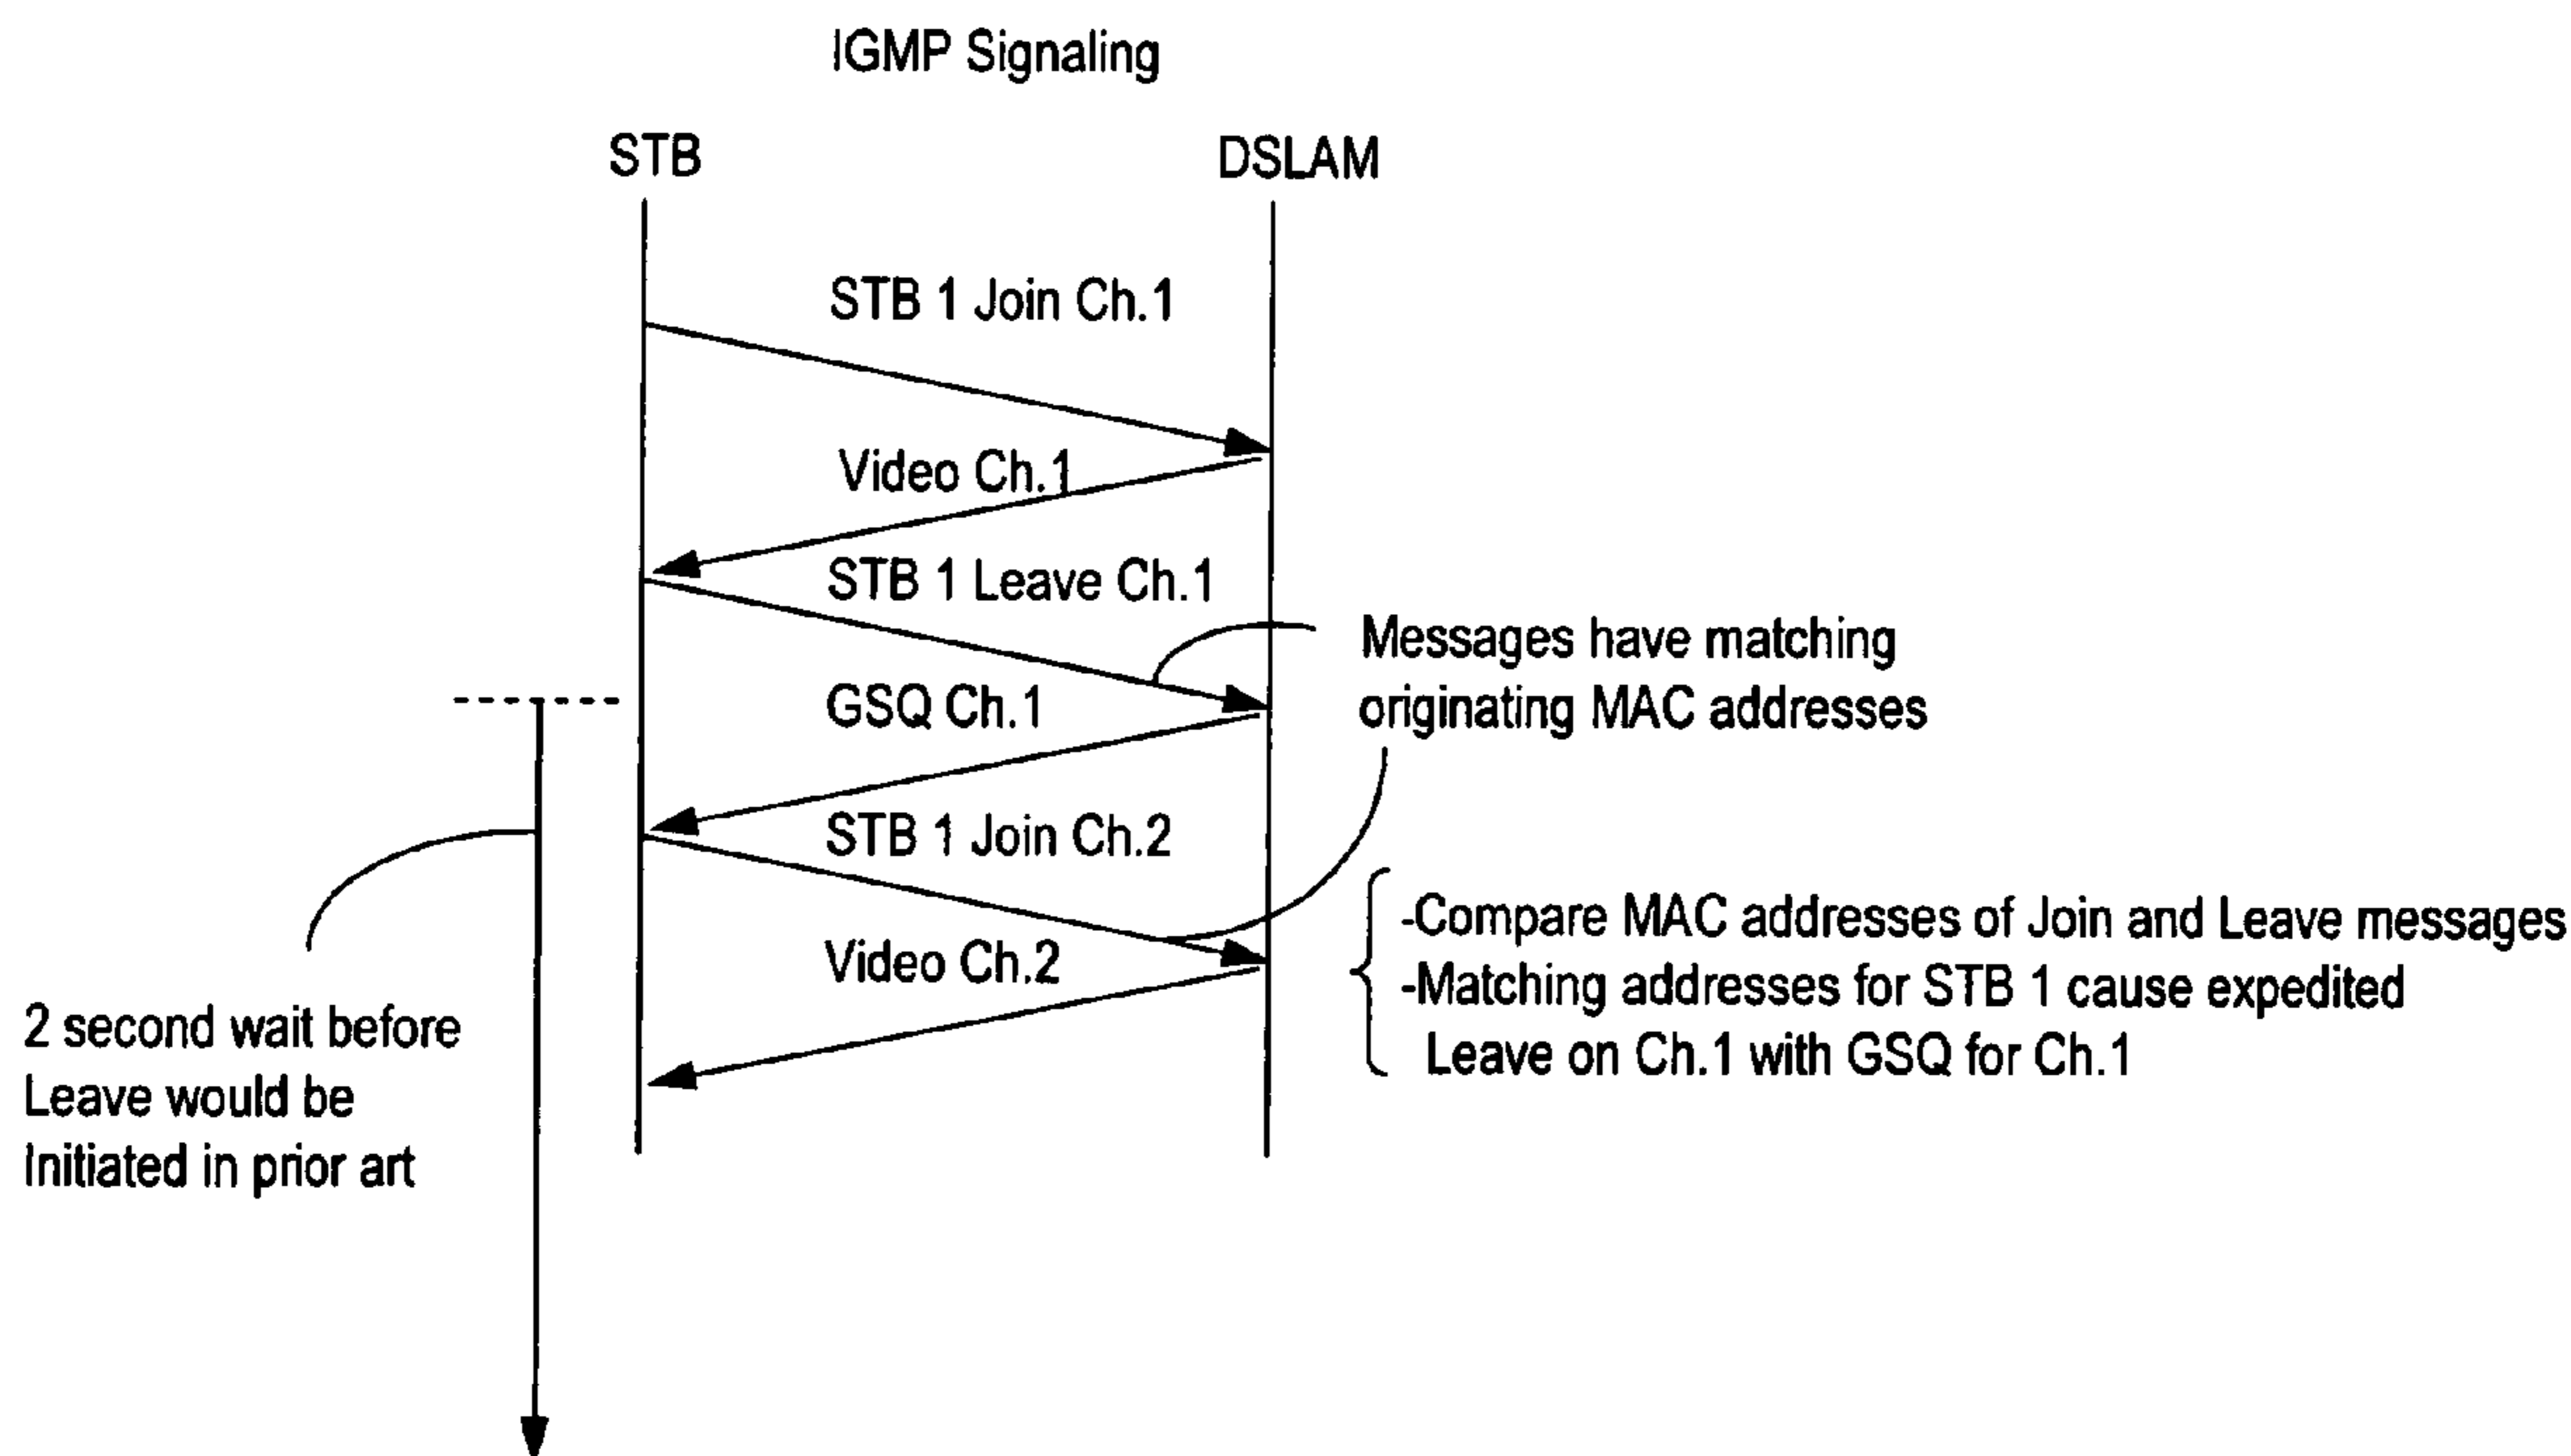 IGMP Signaling
STB
DSLAM
STB 1 Join Ch.1
Video Ch.1
STB 1 Leave Ch.1
Messages have matching
originating MAC addresses
GSQ Ch.1
STB 1 Join Ch.2
-Compare MAC addresses of Join and Leave messages
Video Ch.2
-Matching addresses for STB 1 cause expedited
Leave on Ch.1 with GSQ for Ch.1
2 second wait before
Leave would be
Initiated in prior art